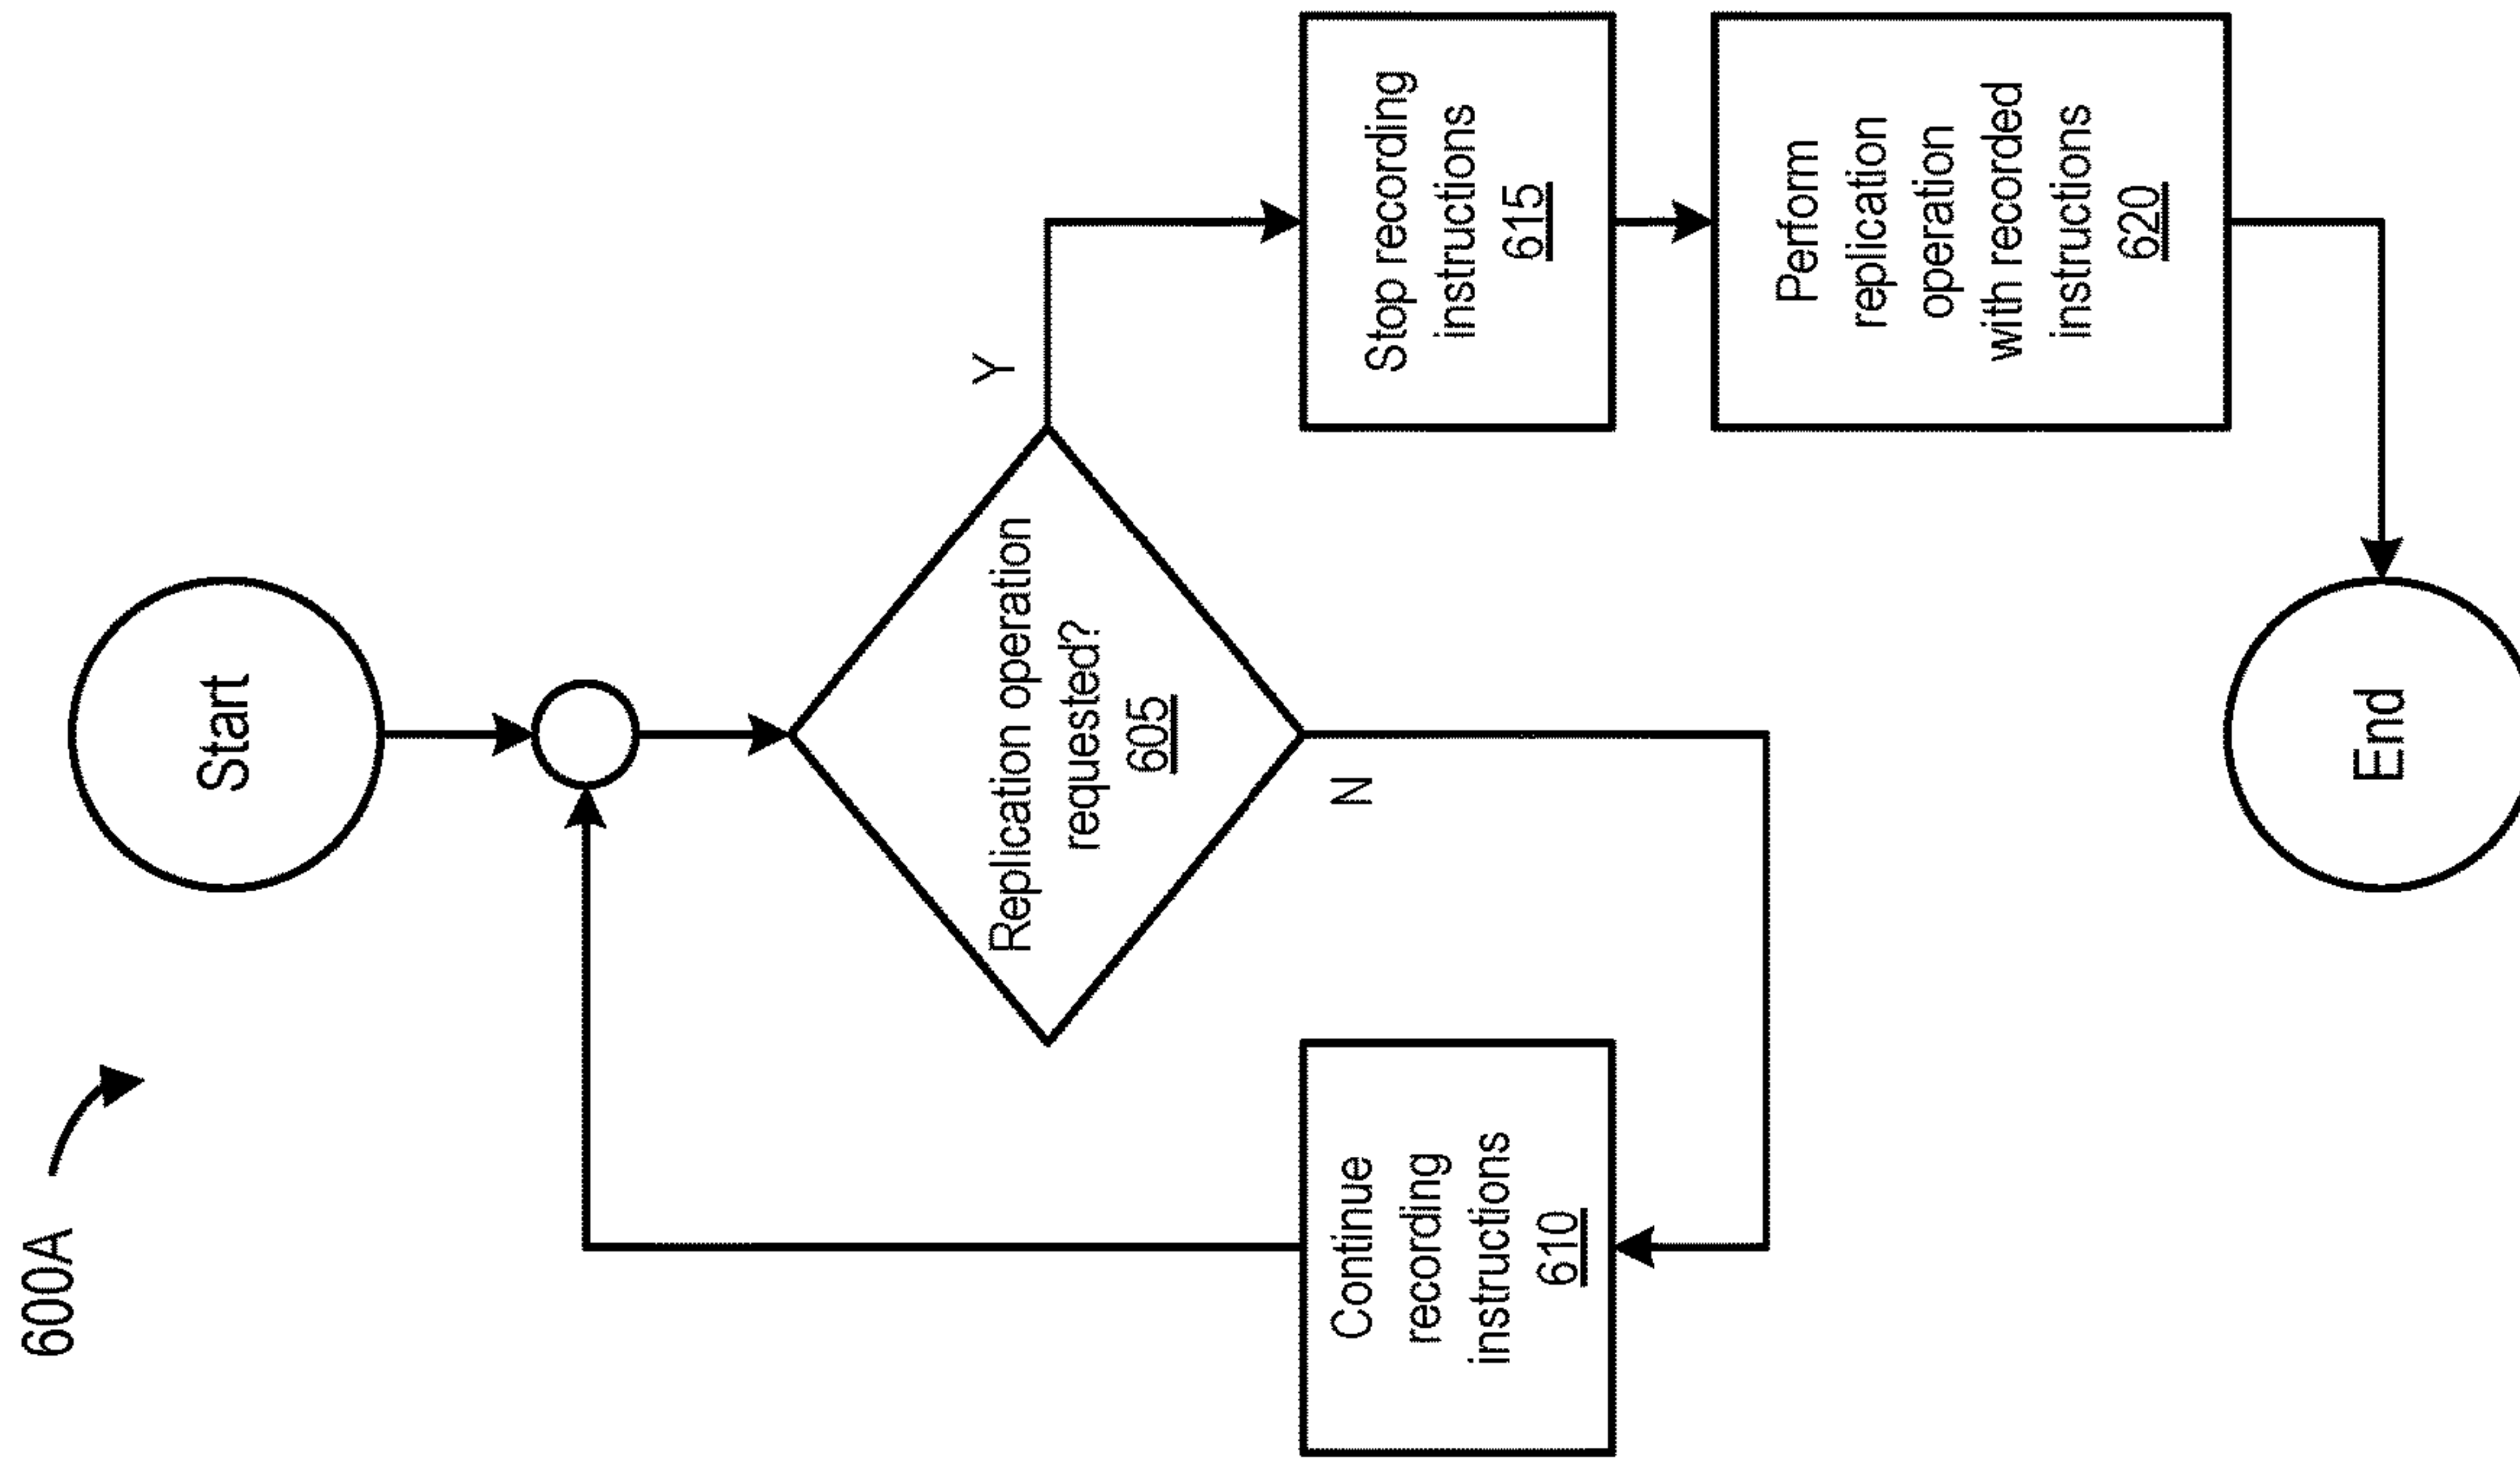 600A
Start
Replication operation
requested?
605
Y
N
Continue
recording
instructions
610
Stop recording
instructions
615
Perform
replication
operation
with recorded
instructions
620
End